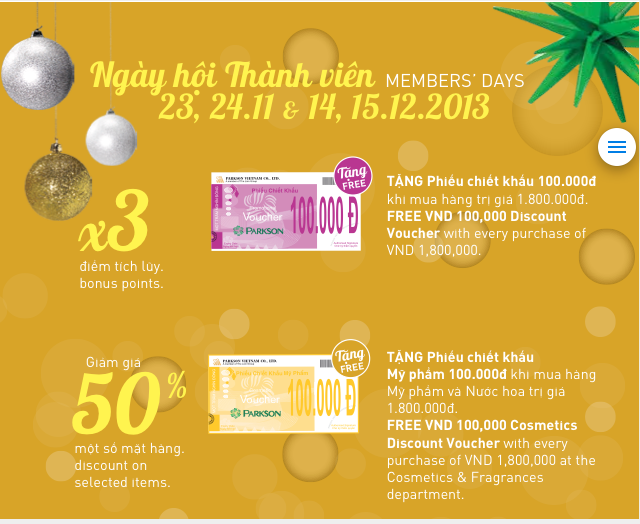 Ngày hội Thành viên MEMBERS' DAYS
23, 24.11 & 14, 15.12.2013
x3
điểm tích lũy.
bonus points.
PARKSON VIETNAM CO., LTD.
Phiếu Chiết Khấu
Voucher
100.000 Đ
PARKSON
Tặng
FREE
TẶNG Phiếu chiết khấu 100.000đ
khi mua hàng trị giá 1.800.000đ.
FREE VND 100,000 Discount
Voucher with every purchase of
VND 1,800,000.
Giảm giá
50%
một số mặt hàng.
discount on
selected items.
PARKSON VIETNAM CO., LTD.
Phiếu Chiết Khấu Mỹ Phẩm
Voucher
100.000 Đ
PARKSON
Tặng
FREE
TẶNG Phiếu chiết khấu
Mỹ phẩm 100.000đ khi mua hàng
Mỹ phẩm và Nước hoa trị giá
1.800.000đ.
FREE VND 100,000 Cosmetics
Discount Voucher with every
purchase of VND 1,800,000 at the
Cosmetics & Fragrances
department.